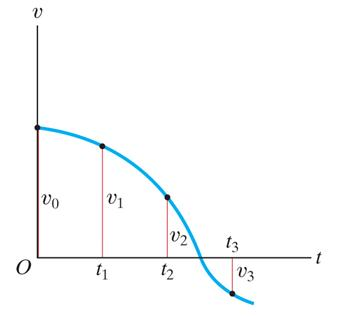 v
v₀
v₁
v₂
t₃
O
t₁
t₂
v₃
t